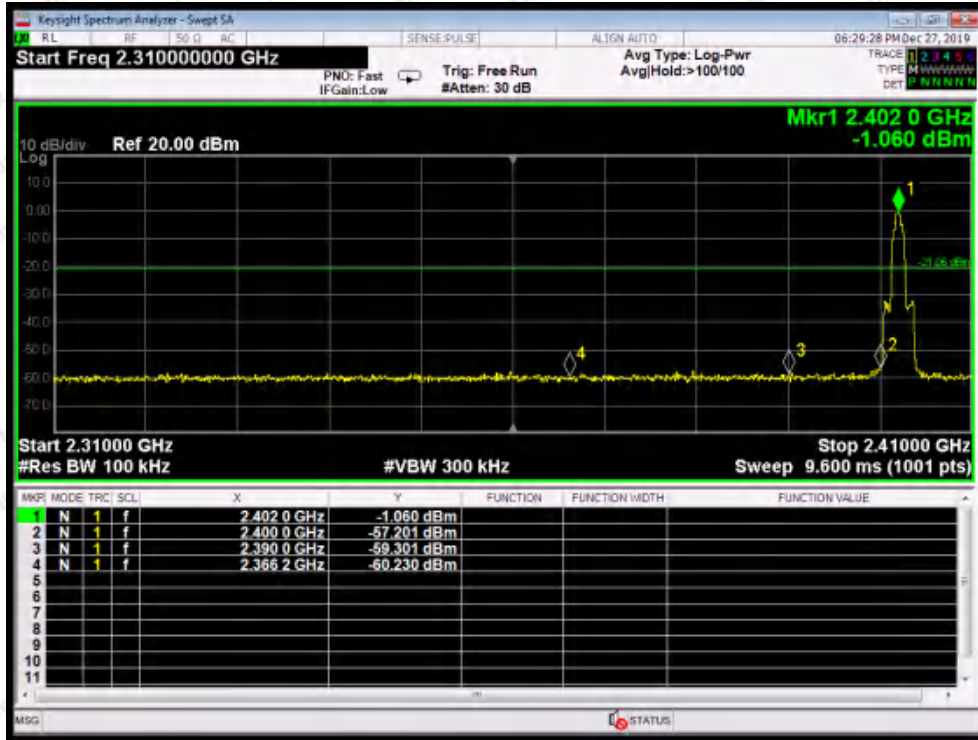 Keysight Spectrum Analyzer - Swept SA
RL RF 50 Ω AC SENSE:PULSE ALIGN AUTO 06:29:28 PM Dec 27, 2019
Start Freq 2.310000000 GHz
PNO: Fast
IFGain:Low
Trig: Free Run
#Atten: 30 dB
Avg Type: Log-Pwr
Avg|Hold:>100/100
TRACE 1 2 3 4 5 6
TYPE M WWWWW
DET P N N N N N
Mkr1 2.402 0 GHz
-1.060 dBm
10 dB/div Ref 20.00 dBm
Log
10.0
0.00
-10.0
-20.0
-30.0
-40.0
-50.0
-60.0
-70.0
1
-21.06 dBm
2
3
4
Start 2.31000 GHz Stop 2.41000 GHz
#Res BW 100 kHz #VBW 300 kHz Sweep 9.600 ms (1001 pts)
MKR MODE TRC SCL X Y FUNCTION FUNCTION WIDTH FUNCTION VALUE
1 N 1 f 2.402 0 GHz -1.060 dBm
2 N 1 f 2.400 0 GHz -57.201 dBm
3 N 1 f 2.390 0 GHz -59.301 dBm
4 N 1 f 2.366 2 GHz -60.230 dBm
5
6
7
8
9
10
11
MSG STATUS